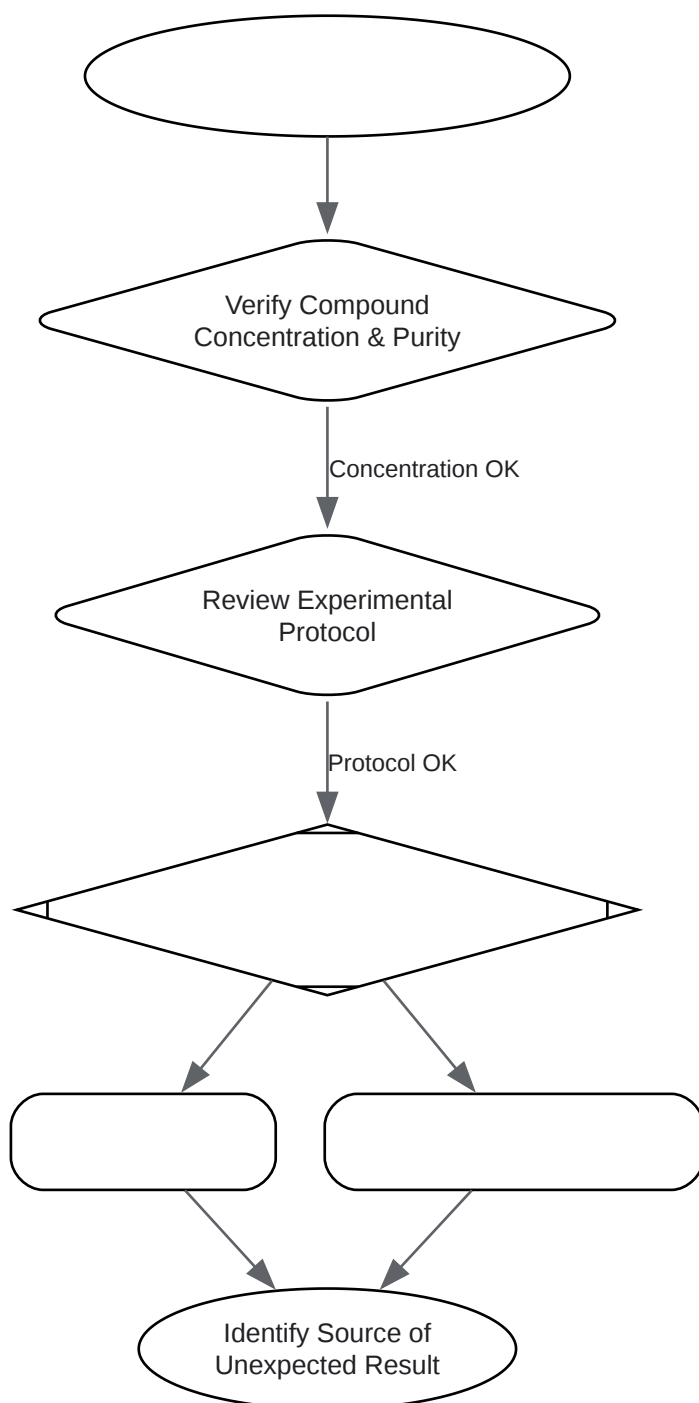 Verify Compound
Concentration & Purity
Concentration OK
Review Experimental
Protocol
Protocol OK
Identify Source of
Unexpected Result